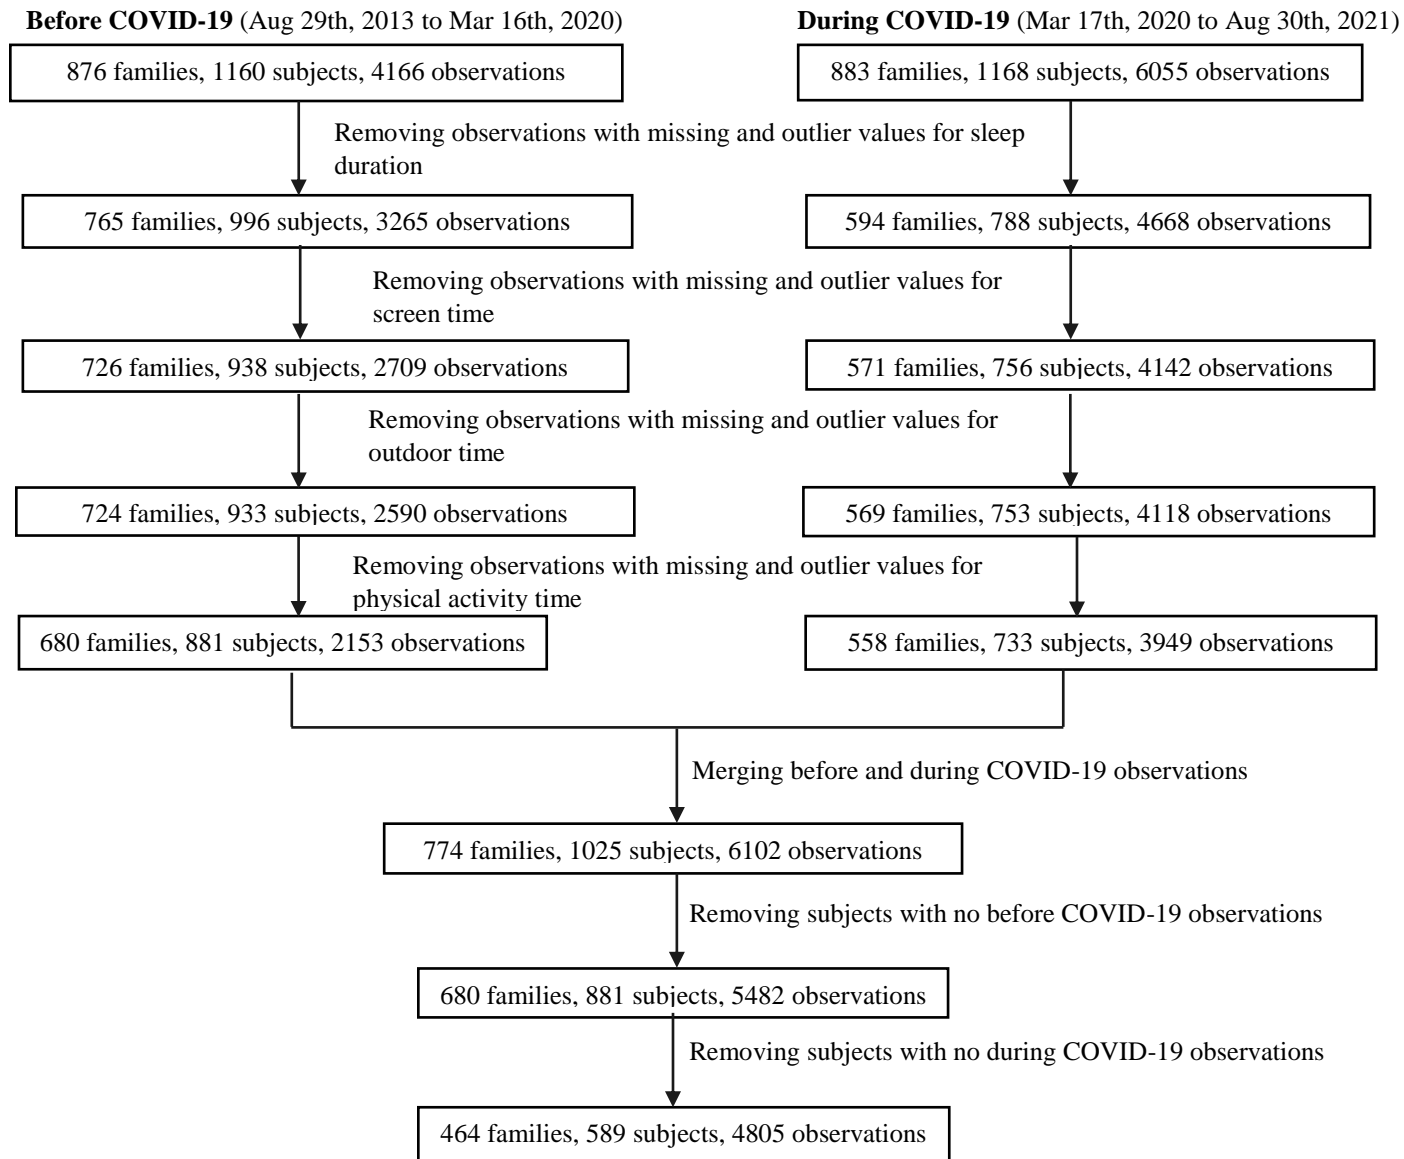 Before COVID-19 (Aug 29th, 2013 to Mar 16th, 2020)
During COVID-19 (Mar 17th, 2020 to Aug 30th, 2021)
876 families, 1160 subjects, 4166 observations
883 families, 1168 subjects, 6055 observations
Removing observations with missing and outlier values for sleep
duration
765 families, 996 subjects, 3265 observations
594 families, 788 subjects, 4668 observations
Removing observations with missing and outlier values for
screen time
726 families, 938 subjects, 2709 observations
571 families, 756 subjects, 4142 observations
Removing observations with missing and outlier values for
outdoor time
724 families, 933 subjects, 2590 observations
569 families, 753 subjects, 4118 observations
Removing observations with missing and outlier values for
physical activity time
680 families, 881 subjects, 2153 observations
558 families, 733 subjects, 3949 observations
Merging before and during COVID-19 observations
774 families, 1025 subjects, 6102 observations
Removing subjects with no before COVID-19 observations
680 families, 881 subjects, 5482 observations
Removing subjects with no during COVID-19 observations
464 families, 589 subjects, 4805 observations